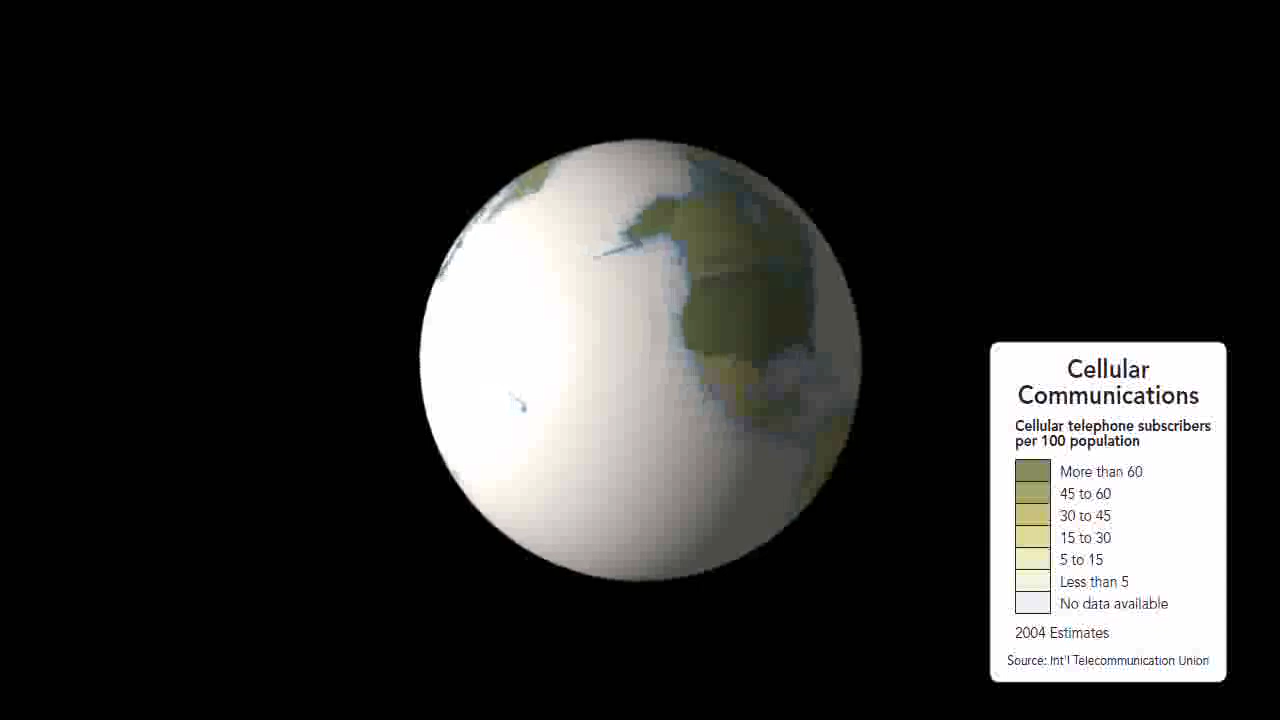 Cellular
Communications
Cellular telephone subscribers
per 100 population
More than 60
45 to 60
30 to 45
15 to 30
5 to 15
Less than 5
No data available
2004 Estimates
Source: Int'l Telecommunication Union